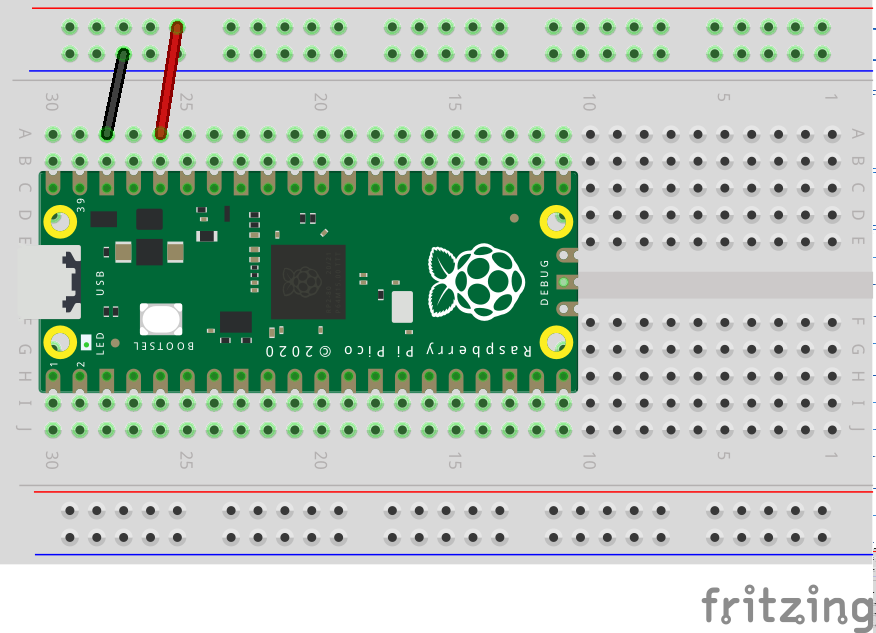 30 25 20 15 10 5 1
A A
B B
C C
D D
E E
39
USB
DEBUG
LED
BOOTSEL
Raspberry Pi Pico ©2020
1
2
F F
G G
H H
I I
J J
30 25 20 15 10 5 1
fritzing